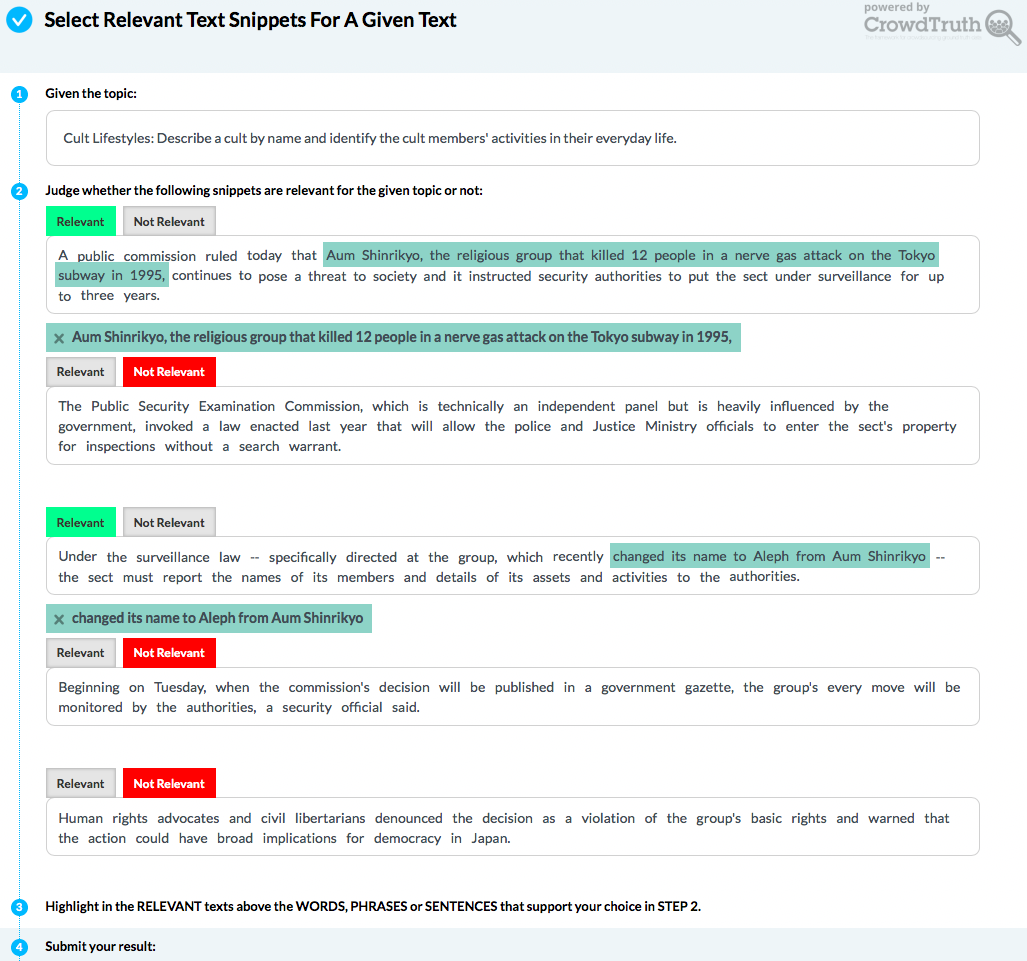 Select Relevant Text Snippets For A Given Text
powered by
CrowdTruth
1
Given the topic:
Cult Lifestyles: Describe a cult by name and identify the cult members' activities in their everyday life.
2
Judge whether the following snippets are relevant for the given topic or not:
Relevant
Not Relevant
A public commission ruled today that Aum Shinrikyo, the religious group that killed 12 people in a nerve gas attack on the Tokyo
subway in 1995, continues to pose a threat to society and it instructed security authorities to put the sect under surveillance for up
to three years.
× Aum Shinrikyo, the religious group that killed 12 people in a nerve gas attack on the Tokyo subway in 1995,
Relevant
Not Relevant
The Public Security Examination Commission, which is technically an independent panel but is heavily influenced by the
government, invoked a law enacted last year that will allow the police and Justice Ministry officials to enter the sect's property
for inspections without a search warrant.
Relevant
Not Relevant
Under the surveillance law -- specifically directed at the group, which recently changed its name to Aleph from Aum Shinrikyo --
the sect must report the names of its members and details of its assets and activities to the authorities.
× changed its name to Aleph from Aum Shinrikyo
Relevant
Not Relevant
Beginning on Tuesday, when the commission's decision will be published in a government gazette, the group's every move will be
monitored by the authorities, a security official said.
Relevant
Not Relevant
Human rights advocates and civil libertarians denounced the decision as a violation of the group's basic rights and warned that
the action could have broad implications for democracy in Japan.
3
Highlight in the RELEVANT texts above the WORDS, PHRASES or SENTENCES that support your choice in STEP 2.
4
Submit your result: